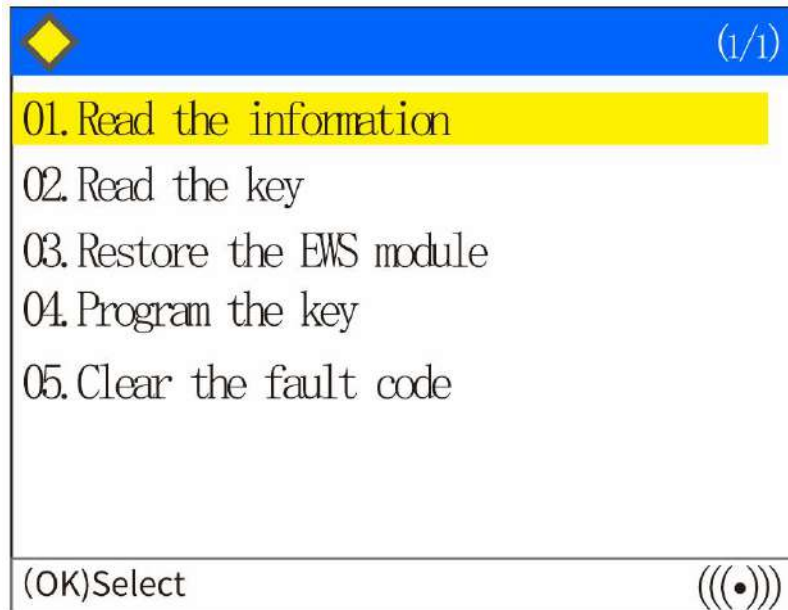 (1/1)
01.Read the information
02.Read the key
03.Restore the EWS module
04.Program the key
05.Clear the fault code
(OK)Select